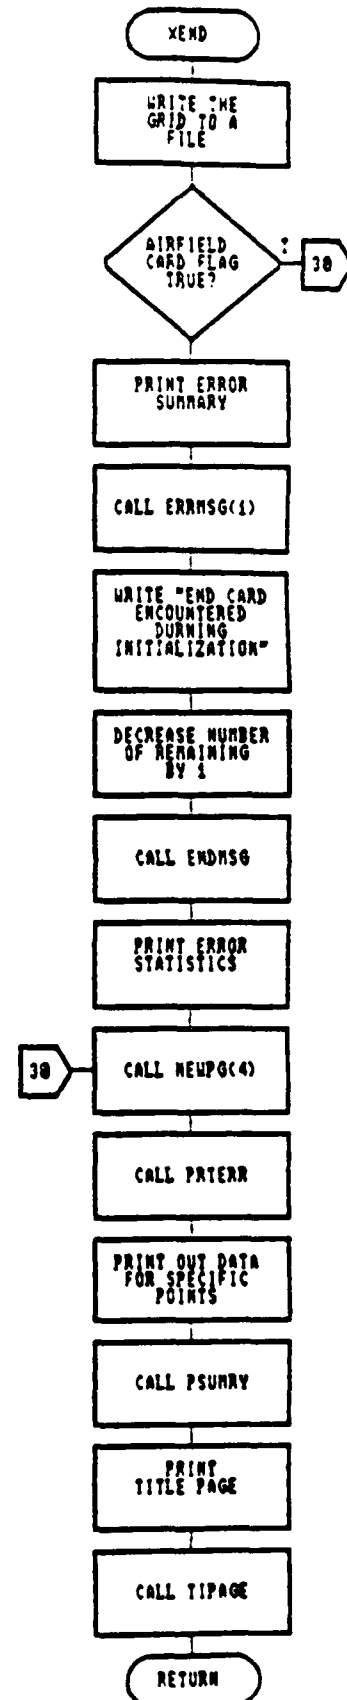 XEND
WRITE THE
GRID TO A
FILE
AIRFIELD
CARD FLAG
TRUE?
T
30
PRINT ERROR
SUMMARY
CALL ERRMSG(1)
WRITE "END CARD
ENCOUNTERED
DURNING
INITIALIZATION"
DECREASE NUMBER
OF REMAINING
BY 1
CALL ENDMSG
PRINT ERROR
STATISTICS
30
CALL NEWPG(4)
CALL PRTERR
PRINT OUT DATA
FOR SPECIFIC
POINTS
CALL PSUMRY
PRINT
TITLE PAGE
CALL TIPAGE
RETURN